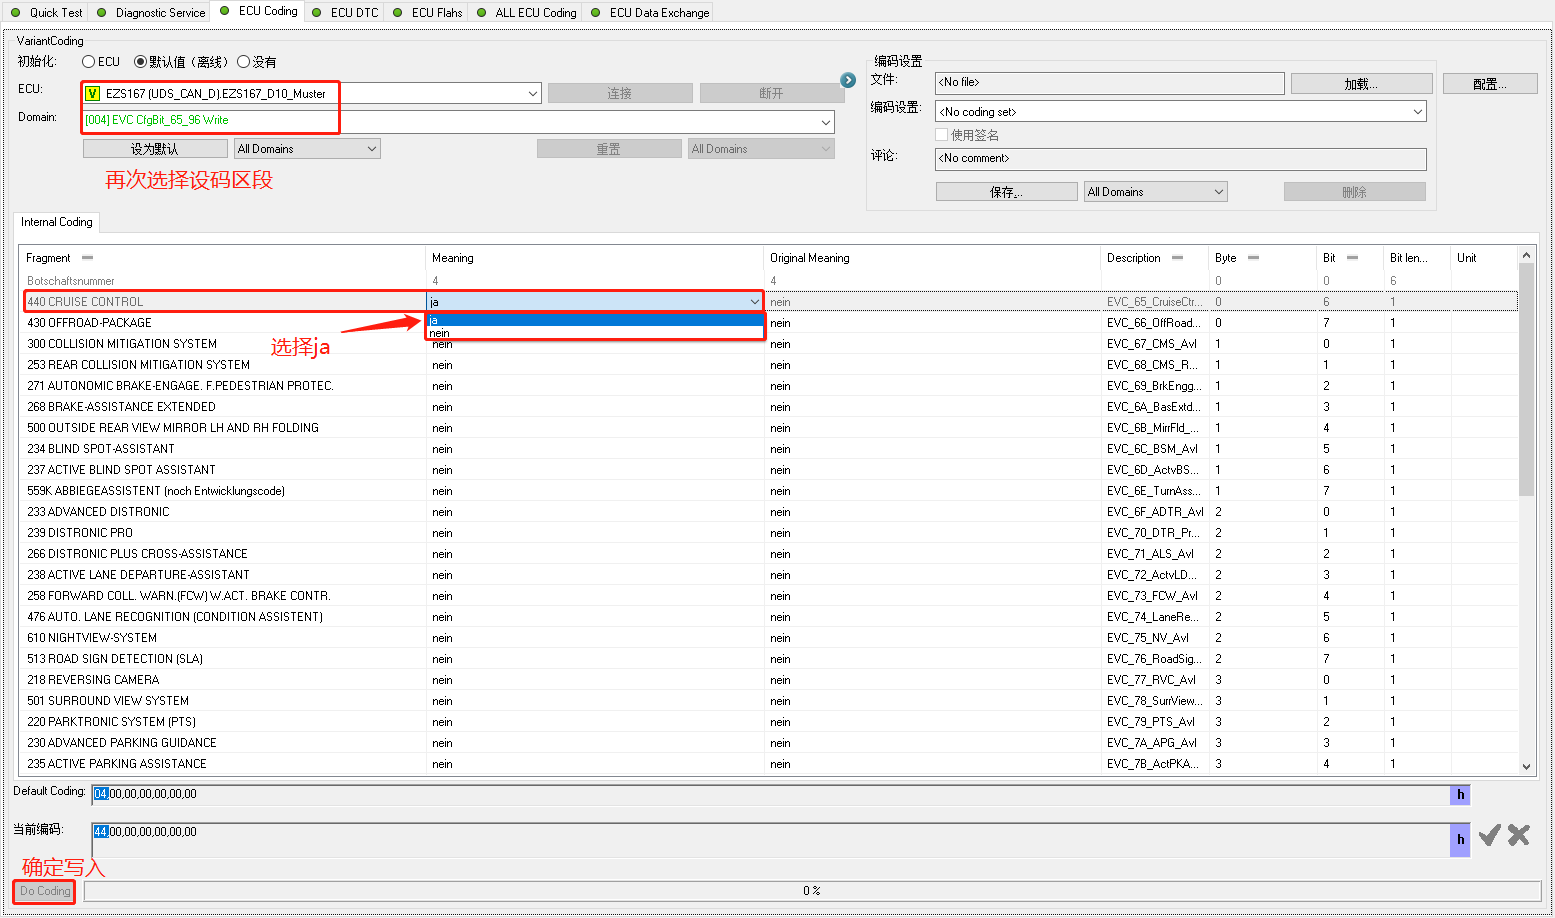 Quick Test Diagnostic Service ECU Coding ECU DTC ECU Flahs ALL ECU Coding ECU Data Exchange
VariantCoding
初始化: ECU 默认值（离线） 没有
ECU: V EZS167 (UDS_CAN_D).EZS167_D10_Muster 连接 断开
Domain: [004] EVC CfgBit_65_96 Write
设为默认 All Domains 重置 All Domains
再次选择设码区段
编码设置
文件: <No file> 加载... 配置...
编码设置: <No coding set>
使用签名
评论: <No comment>
保存... All Domains 删除
Internal Coding
Fragment Meaning Original Meaning Description Byte Bit Bit len... Unit
Botschaftsnummer 4 4 0 0 6
440 CRUISE CONTROL ja nein EVC_65_CruiseCtr... 0 6 1
ja
nein
选择ja
430 OFFROAD-PACKAGE nein EVC_66_OffRoad... 0 7 1
300 COLLISION MITIGATION SYSTEM nein nein EVC_67_CMS_Avl 1 0 1
253 REAR COLLISION MITIGATION SYSTEM nein nein EVC_68_CMS_R... 1 1 1
271 AUTONOMIC BRAKE-ENGAGE. F.PEDESTRIAN PROTEC. nein nein EVC_69_BrkEngg... 1 2 1
268 BRAKE-ASSISTANCE EXTENDED nein nein EVC_6A_BasExtd... 1 3 1
500 OUTSIDE REAR VIEW MIRROR LH AND RH FOLDING nein nein EVC_6B_MirrFld_... 1 4 1
234 BLIND SPOT-ASSISTANT nein nein EVC_6C_BSM_Avl 1 5 1
237 ACTIVE BLIND SPOT ASSISTANT nein nein EVC_6D_ActvBS... 1 6 1
559K ABBIEGEASSISTENT (noch Entwicklungscode) nein nein EVC_6E_TurnAss... 1 7 1
233 ADVANCED DISTRONIC nein nein EVC_6F_ADTR_Avl 2 0 1
239 DISTRONIC PRO nein nein EVC_70_DTR_Pr... 2 1 1
266 DISTRONIC PLUS CROSS-ASSISTANCE nein nein EVC_71_ALS_Avl 2 2 1
238 ACTIVE LANE DEPARTURE-ASSISTANT nein nein EVC_72_ActvLD... 2 3 1
258 FORWARD COLL. WARN.(FCW) W.ACT. BRAKE CONTR. nein nein EVC_73_FCW_Avl 2 4 1
476 AUTO. LANE RECOGNITION (CONDITION ASSISTENT) nein nein EVC_74_LaneRe... 2 5 1
610 NIGHTVIEW-SYSTEM nein nein EVC_75_NV_Avl 2 6 1
513 ROAD SIGN DETECTION (SLA) nein nein EVC_76_RoadSig... 2 7 1
218 REVERSING CAMERA nein nein EVC_77_RVC_Avl 3 0 1
501 SURROUND VIEW SYSTEM nein nein EVC_78_SurrView... 3 1 1
220 PARKTRONIC SYSTEM (PTS) nein nein EVC_79_PTS_Avl 3 2 1
230 ADVANCED PARKING GUIDANCE nein nein EVC_7A_APG_Avl 3 3 1
235 ACTIVE PARKING ASSISTANCE nein nein EVC_7B_ActPKA... 3 4 1
Default Coding: 04,00,00,00,00,00,00 h
当前编码: 44,00,00,00,00,00,00 h
确定写入
Do Coding 0 %